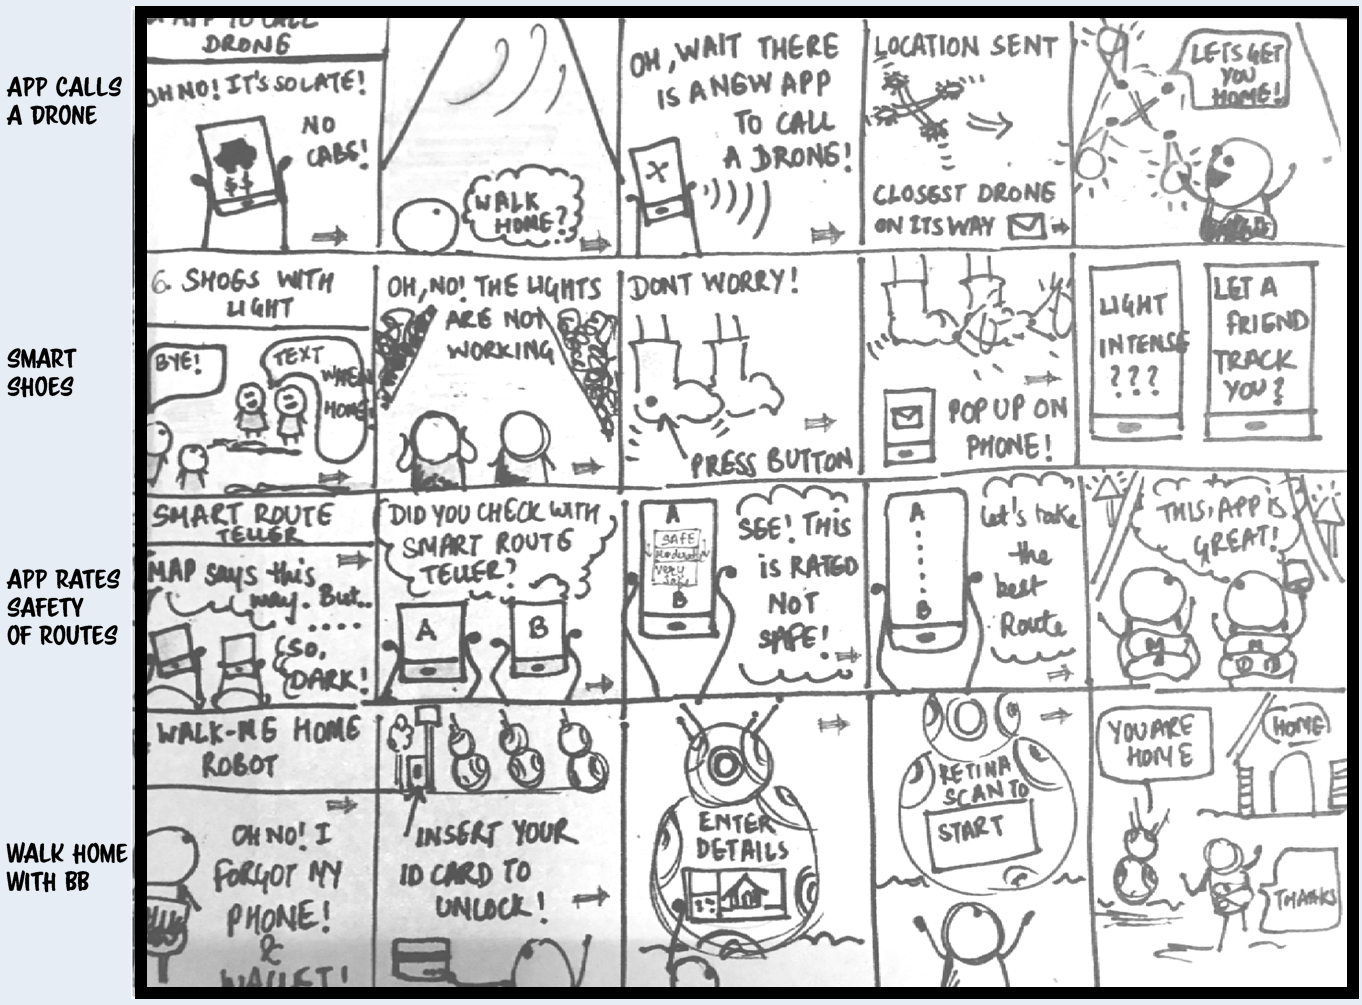 APP CALLS
A DRONE
APP TO CALL
DRONE
OH NO! IT'S SO LATE!
NO
CABS!
$$
WALK
HOME?
OH, WAIT THERE
IS A NEW APP
TO CALL
A DRONE!
X
LOCATION SENT
CLOSEST DRONE
ON ITS WAY
LETS GET
YOU
HOME!
SMART
SHOES
6. SHOES WITH
LIGHT
BYE!
TEXT
WHEN
HOME!
OH, NO! THE LIGHTS
ARE NOT
WORKING
DONT WORRY!
PRESS BUTTON
POP UP ON
PHONE!
LIGHT
INTENSE
???
LET A
FRIEND
TRACK
YOU?
APP RATES
SAFETY
OF ROUTES
SMART ROUTE
TELLER
MAP says this
way. But..
....
SO,
DARK!
DID YOU CHECK WITH
SMART ROUTE
TELLER?
A
B
A
SAFE
moderate
very
safe
B
SEE! THIS
iS RATED
NOT
SAFE!
A
B
Let's take
the
best
Route
THIS APP IS
GREAT!
WALK HOME
WITH BB
WALK-ME HOME
ROBOT
OH NO! I
FORGOT MY
PHONE!
&
WALLET!
INSERT YOUR
ID CARD TO
UNLOCK!
ENTER
DETAILS
RETINA
SCAN TO
START
YOU ARE
HOME
HOME!
THANKS